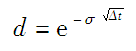 d = e^{-σ √Δt}